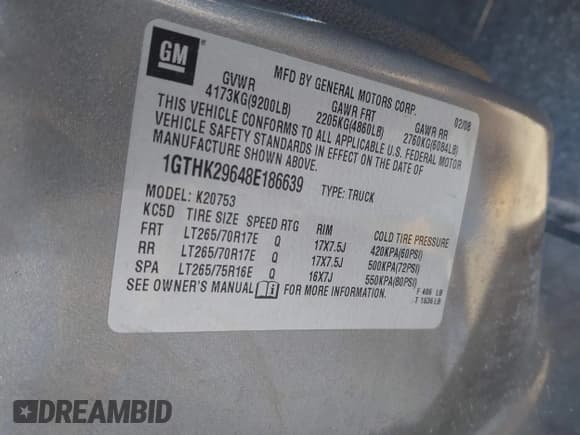 GM
MFD BY GENERAL MOTORS CORP. 02/08
GVWR GAWR FRT GAWR RR
4173KG(9200LB) 2205KG(4860LB) 2760KG(6084LB)
THIS VEHICLE CONFORMS TO ALL APPLICABLE U.S. FEDERAL MOTOR
VEHICLE SAFETY STANDARDS IN EFFECT ON THE DATE OF
MANUFACTURE SHOWN ABOVE.
1GTHK29648E186639 TYPE: TRUCK
MODEL: K20753
KC5D TIRE SIZE SPEED RTG RIM COLD TIRE PRESSURE
FRT LT265/70R17E Q 17X7.5J 420KPA(60PSI)
RR LT265/70R17E Q 17X7.5J 500KPA(72PSI)
SPA LT265/75R16E Q 16X7J 550KPA(80PSI)
SEE OWNER'S MANUAL i FOR MORE INFORMATION. F 406 LB
T 1636 LB
DREAMBID